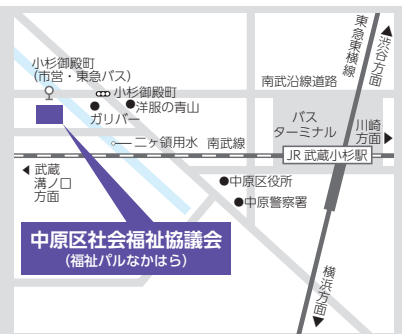 小杉御殿町
(市営・東急バス)
小杉御殿町
洋服の青山
ガリバー
二ヶ領用水
南武線
南武沿線道路
東急東横線
渋谷方面
バス
ターミナル
川崎
方面
JR 武蔵小杉駅
武蔵
溝ノ口
方面
中原区役所
中原警察署
中原区社会福祉協議会
(福祉パルなかはら)
横浜方面